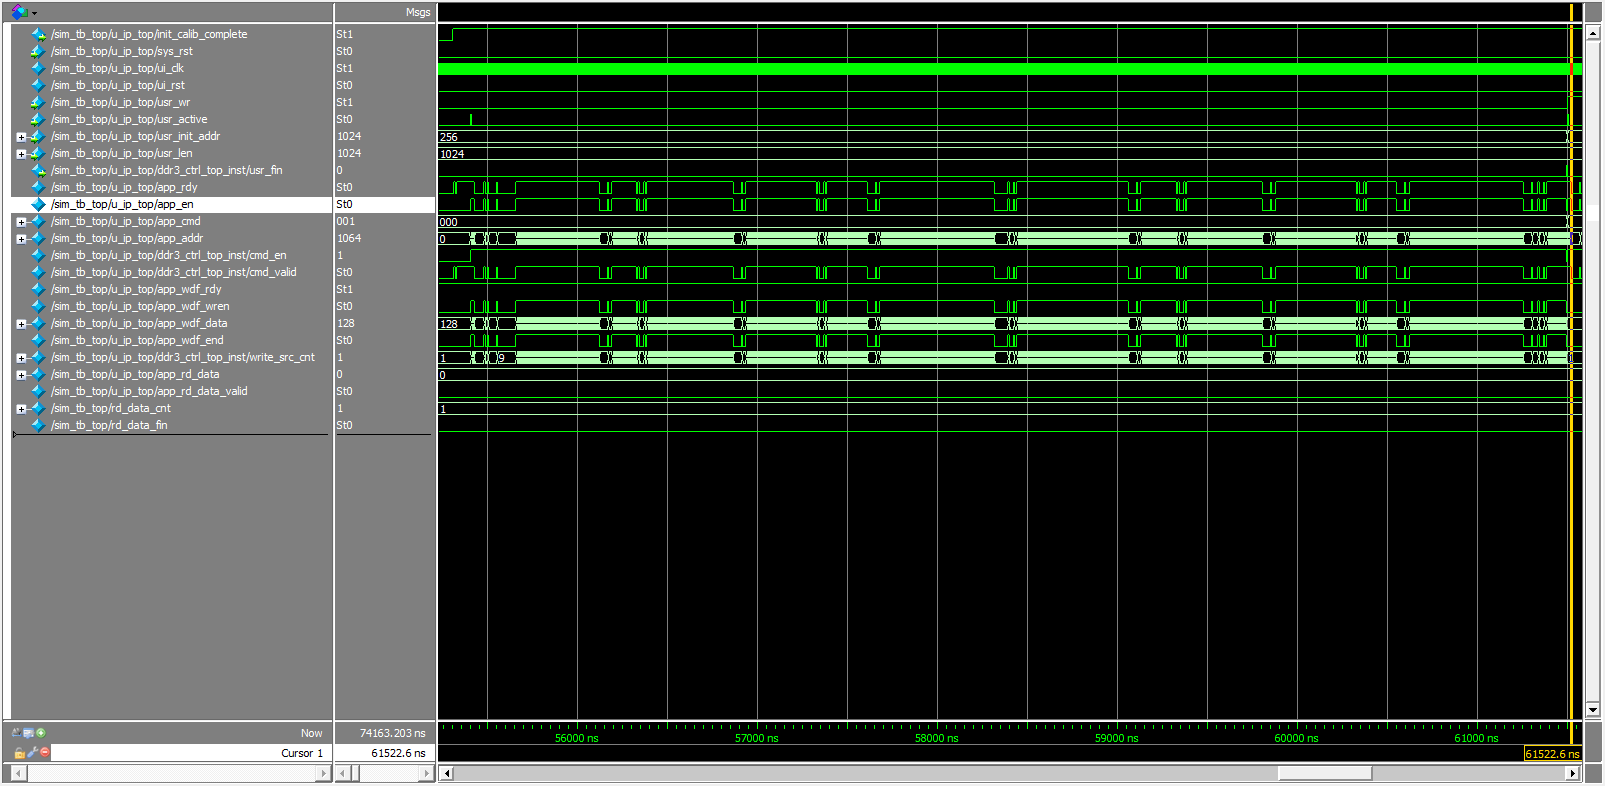 Msgs
/sim_tb_top/u_ip_top/init_calib_complete St1
/sim_tb_top/u_ip_top/sys_rst St0
/sim_tb_top/u_ip_top/ui_clk St1
/sim_tb_top/u_ip_top/ui_rst St0
/sim_tb_top/u_ip_top/usr_wr St1
/sim_tb_top/u_ip_top/usr_active St0
/sim_tb_top/u_ip_top/usr_init_addr 1024 256
/sim_tb_top/u_ip_top/usr_len 1024 1024
/sim_tb_top/u_ip_top/ddr3_ctrl_top_inst/usr_fin 0
/sim_tb_top/u_ip_top/app_rdy St0
/sim_tb_top/u_ip_top/app_en St0
/sim_tb_top/u_ip_top/app_cmd 001 000
/sim_tb_top/u_ip_top/app_addr 1064 0
/sim_tb_top/u_ip_top/ddr3_ctrl_top_inst/cmd_en 1
/sim_tb_top/u_ip_top/ddr3_ctrl_top_inst/cmd_valid St0
/sim_tb_top/u_ip_top/app_wdf_rdy St1
/sim_tb_top/u_ip_top/app_wdf_wren St0
/sim_tb_top/u_ip_top/app_wdf_data 128 128
/sim_tb_top/u_ip_top/app_wdf_end St0
/sim_tb_top/u_ip_top/ddr3_ctrl_top_inst/write_src_cnt 1 1 9
/sim_tb_top/u_ip_top/app_rd_data 0 0
/sim_tb_top/u_ip_top/app_rd_data_valid St0
/sim_tb_top/rd_data_cnt 1 1
/sim_tb_top/rd_data_fin St0
Now 74163.203 ns 56000 ns 57000 ns 58000 ns 59000 ns 60000 ns 61000 ns
Cursor 1 61522.6 ns 61522.6 ns